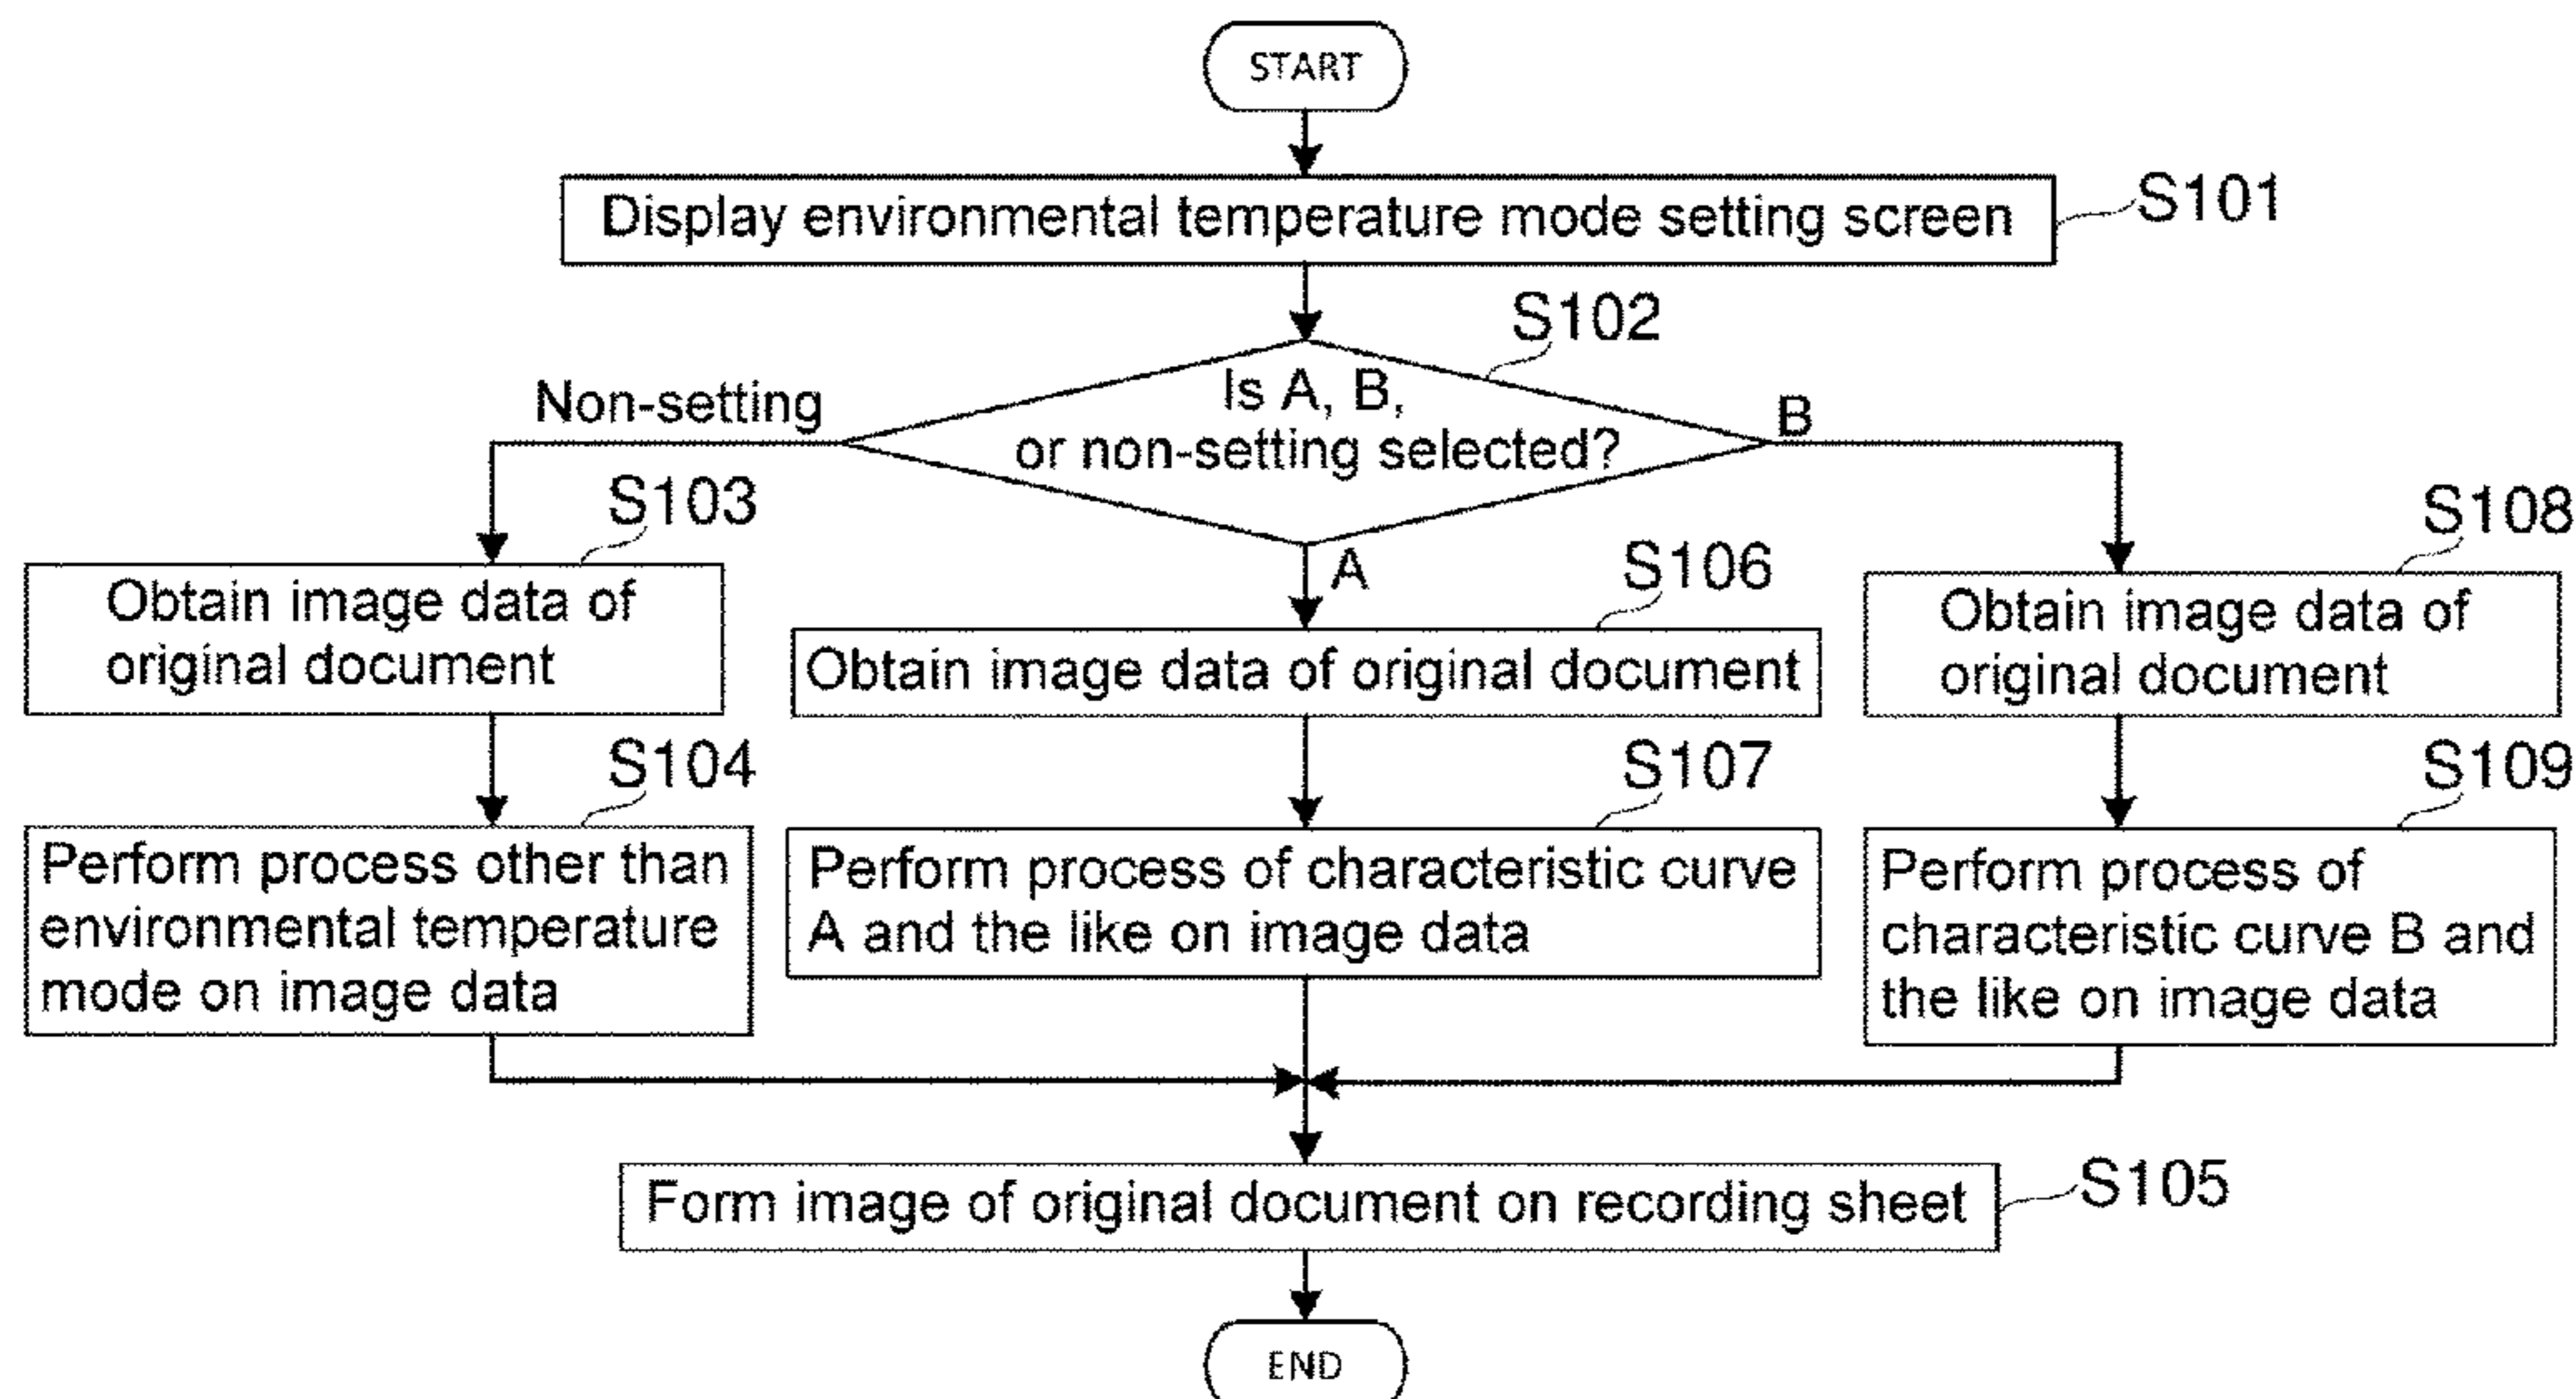 START
Display environmental temperature mode setting screen
S101
S102
Is A, B,
or non-setting selected?
Non-setting
B
A
S103
Obtain image data of
original document
S106
Obtain image data of original document
S108
Obtain image data of
original document
S104
Perform process other than
environmental temperature
mode on image data
S107
Perform process of characteristic curve
A and the like on image data
S109
Perform process of
characteristic curve B and
the like on image data
Form image of original document on recording sheet
S105
END